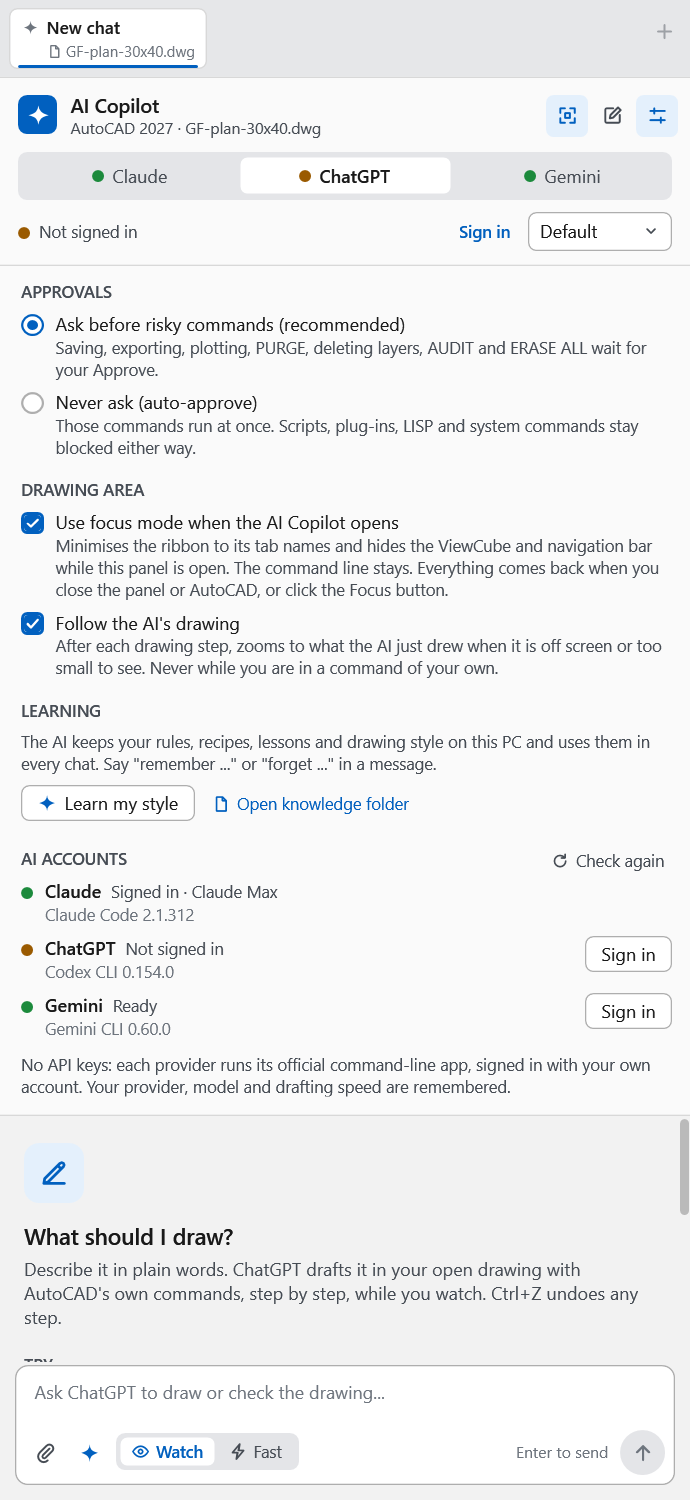 New chat
GF-plan-30x40.dwg
AI Copilot
AutoCAD 2027 · GF-plan-30x40.dwg
Claude
ChatGPT
Gemini
Not signed in
Sign in
Default
APPROVALS
Ask before risky commands (recommended)
Saving, exporting, plotting, PURGE, deleting layers, AUDIT and ERASE ALL wait for
your Approve.
Never ask (auto-approve)
Those commands run at once. Scripts, plug-ins, LISP and system commands stay
blocked either way.
DRAWING AREA
Use focus mode when the AI Copilot opens
Minimises the ribbon to its tab names and hides the ViewCube and navigation bar
while this panel is open. The command line stays. Everything comes back when you
close the panel or AutoCAD, or click the Focus button.
Follow the AI's drawing
After each drawing step, zooms to what the AI just drew when it is off screen or too
small to see. Never while you are in a command of your own.
LEARNING
The AI keeps your rules, recipes, lessons and drawing style on this PC and uses them in
every chat. Say "remember ..." or "forget ..." in a message.
Learn my style
Open knowledge folder
AI ACCOUNTS
Check again
Claude Signed in · Claude Max
Claude Code 2.1.312
ChatGPT Not signed in
Codex CLI 0.154.0
Sign in
Gemini Ready
Gemini CLI 0.60.0
Sign in
No API keys: each provider runs its official command-line app, signed in with your own
account. Your provider, model and drafting speed are remembered.
What should I draw?
Describe it in plain words. ChatGPT drafts it in your open drawing with
AutoCAD's own commands, step by step, while you watch. Ctrl+Z undoes any
step.
Ask ChatGPT to draw or check the drawing...
Watch
Fast
Enter to send